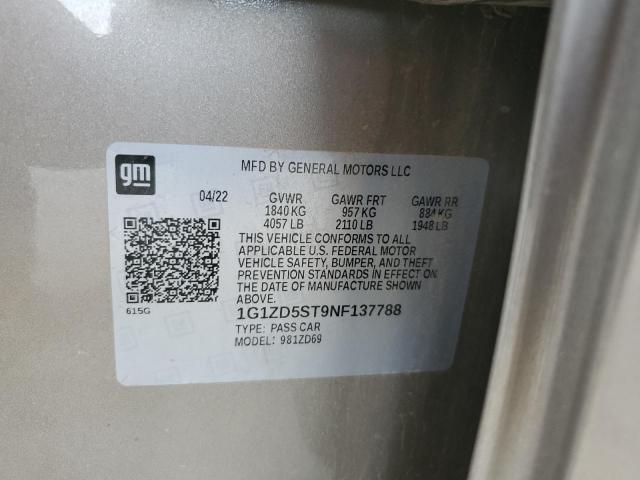 gm
MFD BY GENERAL MOTORS LLC
04/22 GVWR GAWR FRT GAWR RR
1840 KG 957 KG 884 KG
4057 LB 2110 LB 1948 LB
THIS VEHICLE CONFORMS TO ALL
APPLICABLE U.S. FEDERAL MOTOR
VEHICLE SAFETY, BUMPER, AND THEFT
PREVENTION STANDARDS IN EFFECT ON
THE DATE OF MANUFACTURE SHOWN
ABOVE.
615G
1G1ZD5ST9NF137788
TYPE: PASS CAR
MODEL: 981ZD69